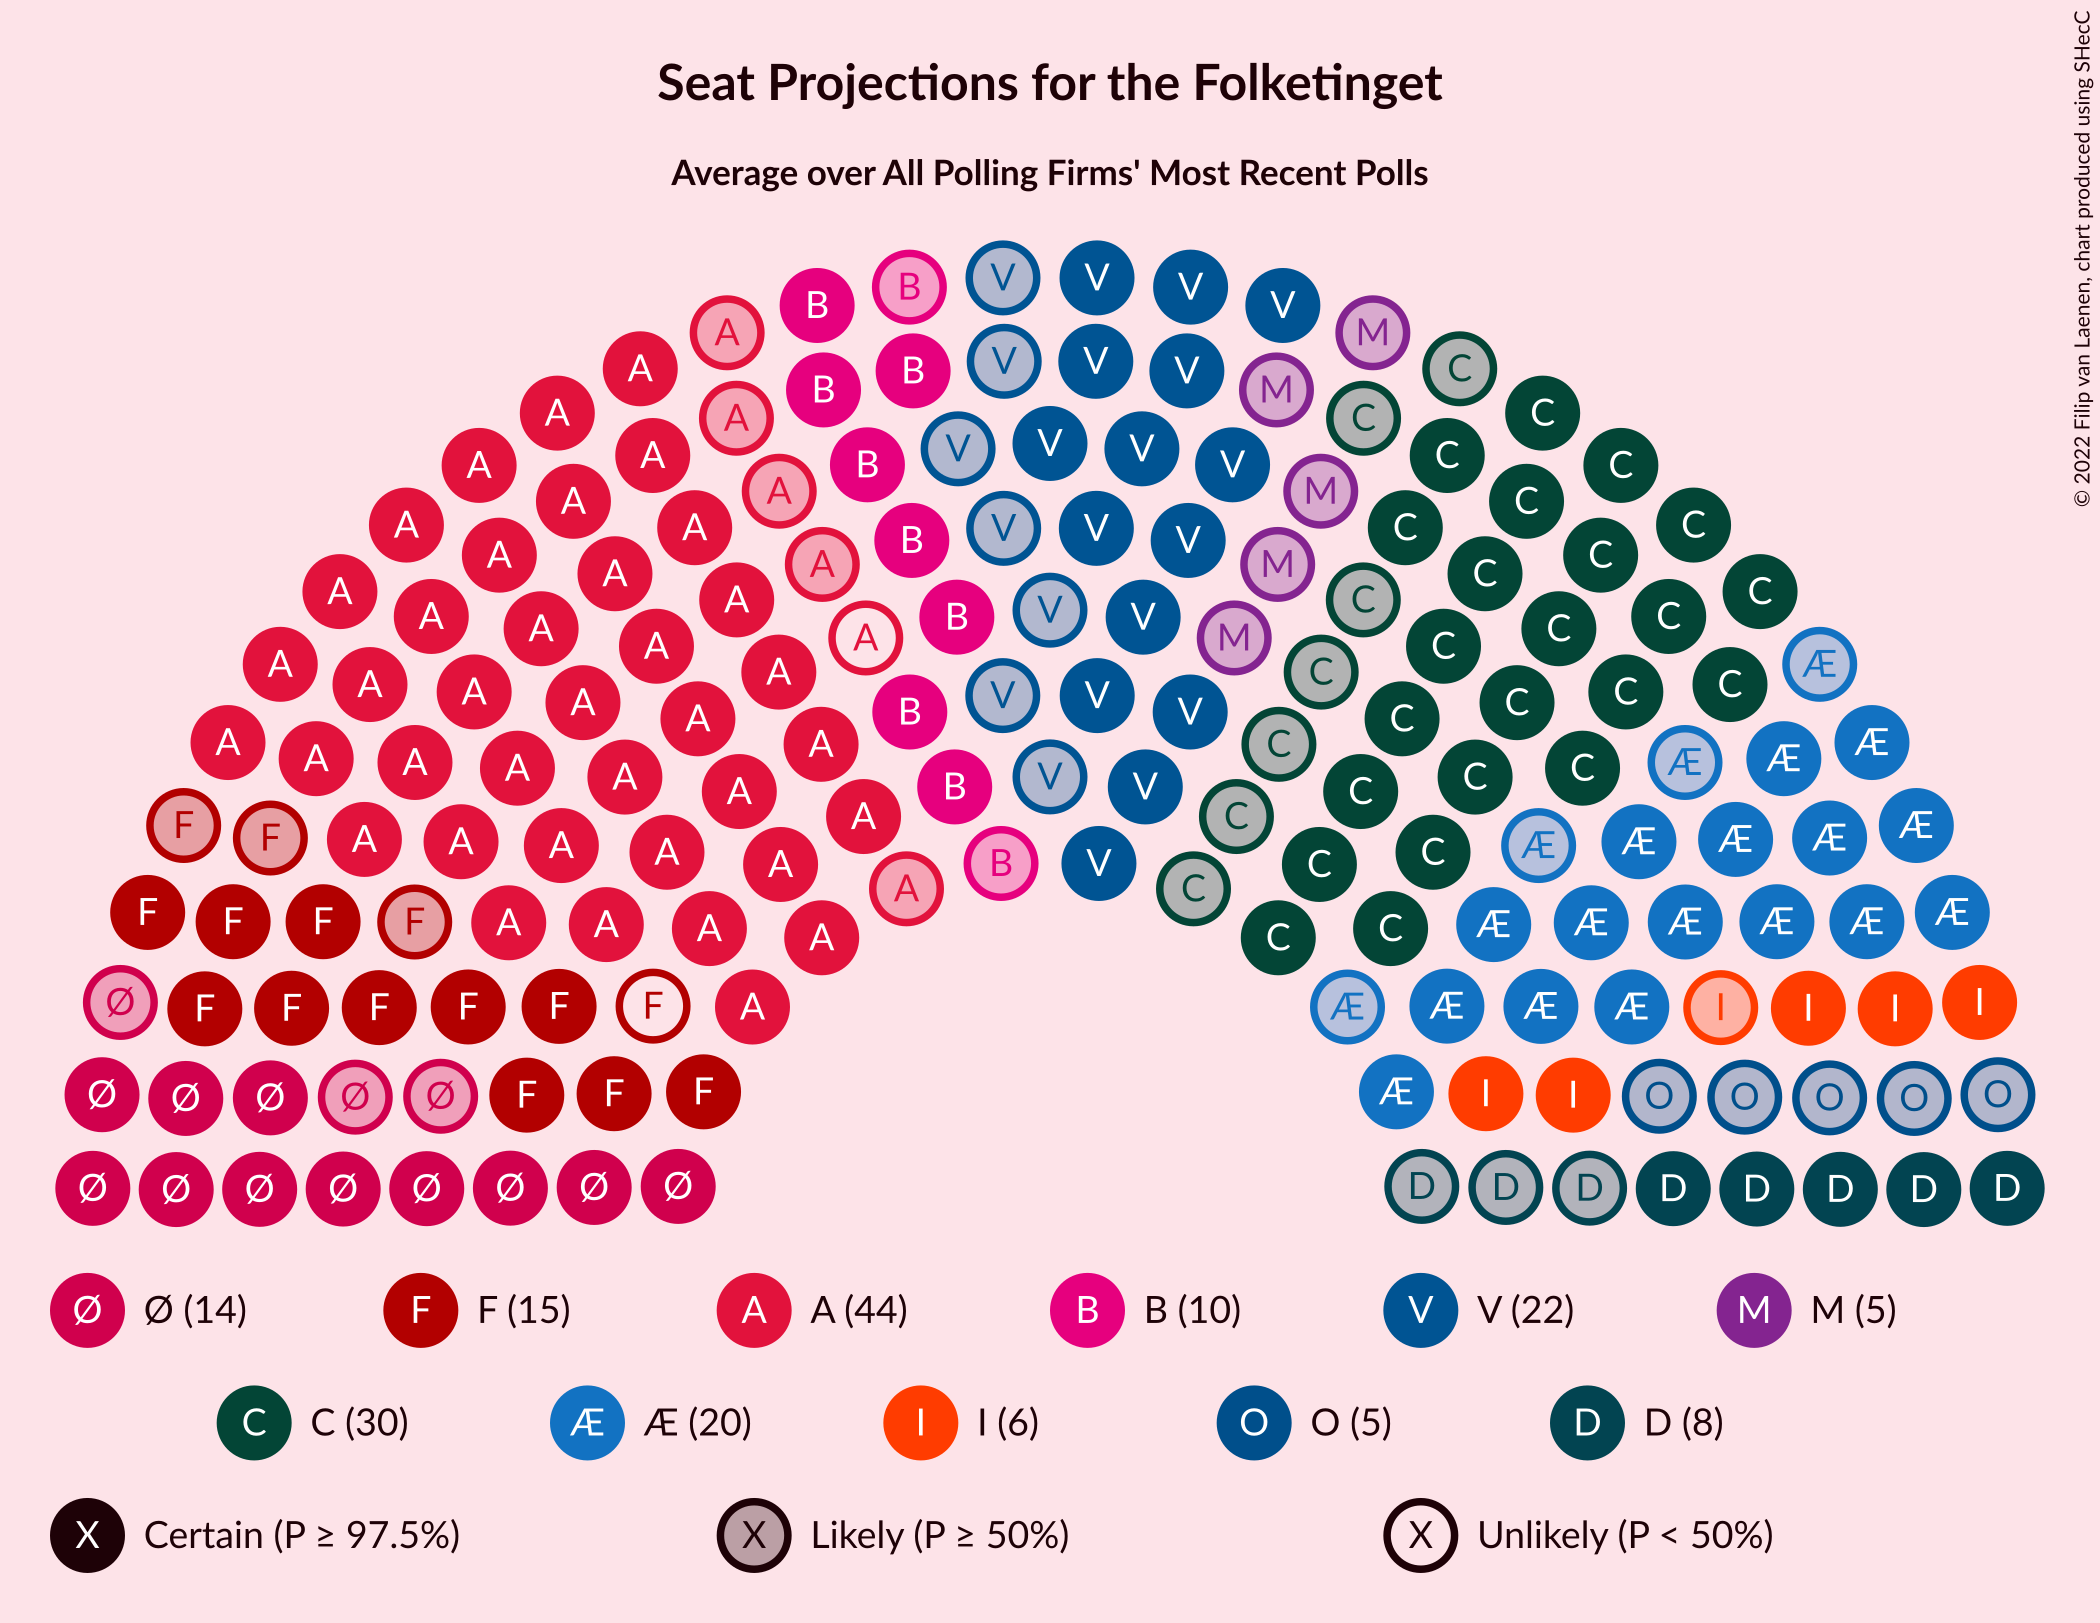 Seat Projections for the Folketinget
Average over All Polling Firms' Most Recent Polls
© 2022 Filip van Laenen, chart produced using SHecC
V V V V
B B M
A A V V V C
A B B M C C
A A V V V V C
A A A B M C C
A A B V V V C C
A A A M C C
A A A V V C C
A A A A B M C C C
A A A C C C Æ
A A A A B V V V C C C C
A A A A C C Æ Æ
A A A A B V V C C C Æ
F F A A A A A A B V C C C Æ Æ Æ Æ Æ
F F F F A A A A A B V C C C Æ Æ Æ Æ Æ Æ
Ø F F F F F F A Æ Æ Æ Æ I I I I
Ø Ø Ø Ø Ø F F F Æ I I O O O O O
Ø Ø Ø Ø Ø Ø Ø Ø D D D D D D D D
Ø Ø (14) F F (15) A A (44) B B (10) V V (22) M M (5)
C C (30) Æ Æ (20) I I (6) O O (5) D D (8)
X Certain (P ≥ 97.5%) X Likely (P ≥ 50%) X Unlikely (P < 50%)